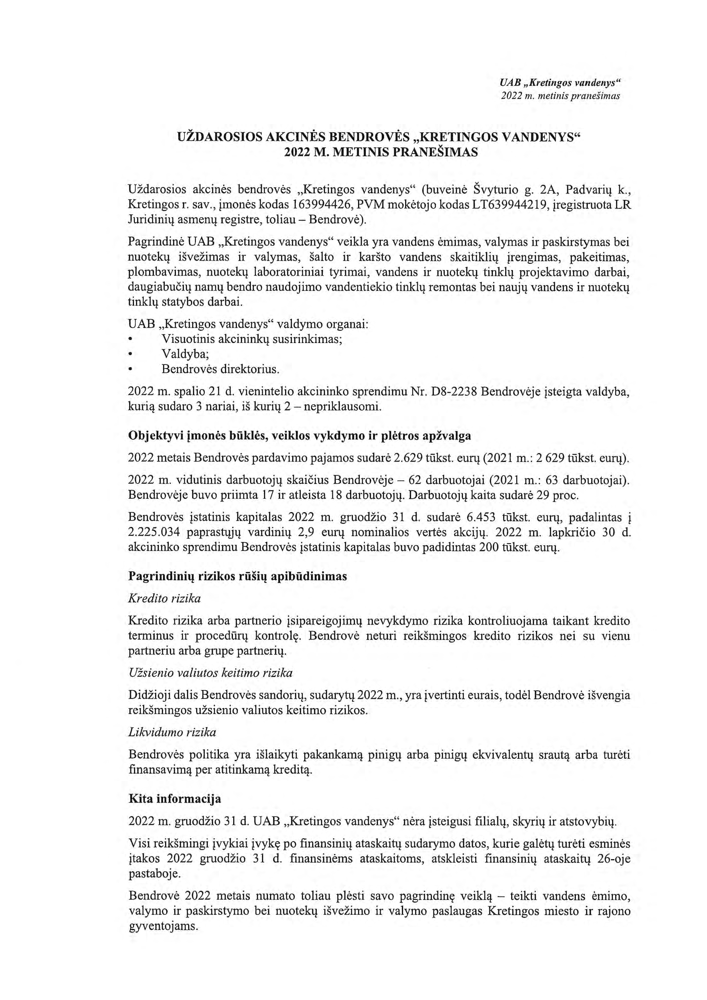 UAB „Kretingos vandenys“
2022 m. metinis pranešimas
UŽDAROSIOS AKCINĖS BENDROVĖS „KRETINGOS VANDENYS“
2022 M. METINIS PRANEŠIMAS
Uždarosios akcinės bendrovės „Kretingos vandenys“ (buveinė Švyturio g. 2A, Padvarių k.,
Kretingos r. sav., įmonės kodas 163994426, PVM mokėtojo kodas LT639944219, įregistruota LR
Juridinių asmenų registre, toliau – Bendrovė).
Pagrindinė UAB „Kretingos vandenys“ veikla yra vandens ėmimas, valymas ir paskirstymas bei
nuotekų išvežimas ir valymas, šalto ir karšto vandens skaitiklių įrengimas, pakeitimas,
plombavimas, nuotekų laboratoriniai tyrimai, vandens ir nuotekų tinklų projektavimo darbai,
daugiabučių namų bendro naudojimo vandentiekio tinklų remontas bei naujų vandens ir nuotekų
tinklų statybos darbai.
UAB „Kretingos vandenys“ valdymo organai:
• Visuotinis akcininkų susirinkimas;
• Valdyba;
• Bendrovės direktorius.
2022 m. spalio 21 d. vienintelio akcininko sprendimu Nr. D8-2238 Bendrovėje įsteigta valdyba,
kurią sudaro 3 nariai, iš kurių 2 – nepriklausomi.
Objektyvi įmonės būklės, veiklos vykdymo ir plėtros apžvalga
2022 metais Bendrovės pardavimo pajamos sudarė 2.629 tūkst. eurų (2021 m.: 2 629 tūkst. eurų).
2022 m. vidutinis darbuotojų skaičius Bendrovėje – 62 darbuotojai (2021 m.: 63 darbuotojai).
Bendrovėje buvo priimta 17 ir atleista 18 darbuotojų. Darbuotojų kaita sudarė 29 proc.
Bendrovės įstatinis kapitalas 2022 m. gruodžio 31 d. sudarė 6.453 tūkst. eurų, padalintas į
2.225.034 paprastųjų vardinių 2,9 eurų nominalios vertės akcijų. 2022 m. lapkričio 30 d.
akcininko sprendimu Bendrovės įstatinis kapitalas buvo padidintas 200 tūkst. eurų.
Pagrindinių rizikos rūšių apibūdinimas
Kredito rizika
Kredito rizika arba partnerio įsipareigojimų nevykdymo rizika kontroliuojama taikant kredito
terminus ir procedūrų kontrolę. Bendrovė neturi reikšmingos kredito rizikos nei su vienu
partneriu arba grupe partnerių.
Užsienio valiutos keitimo rizika
Didžioji dalis Bendrovės sandorių, sudarytų 2022 m., yra įvertinti eurais, todėl Bendrovė išvengia
reikšmingos užsienio valiutos keitimo rizikos.
Likvidumo rizika
Bendrovės politika yra išlaikyti pakankamą pinigų arba pinigų ekvivalentų srautą arba turėti
finansavimą per atitinkamą kreditą.
Kita informacija
2022 m. gruodžio 31 d. UAB „Kretingos vandenys“ nėra įsteigusi filialų, skyrių ir atstovybių.
Visi reikšmingi įvykiai įvykę po finansinių ataskaitų sudarymo datos, kurie galėtų turėti esminės
įtakos 2022 gruodžio 31 d. finansinėms ataskaitoms, atskleisti finansinių ataskaitų 26-oje
pastaboje.
Bendrovė 2022 metais numato toliau plėsti savo pagrindinę veiklą – teikti vandens ėmimo,
valymo ir paskirstymo bei nuotekų išvežimo ir valymo paslaugas Kretingos miesto ir rajono
gyventojams.